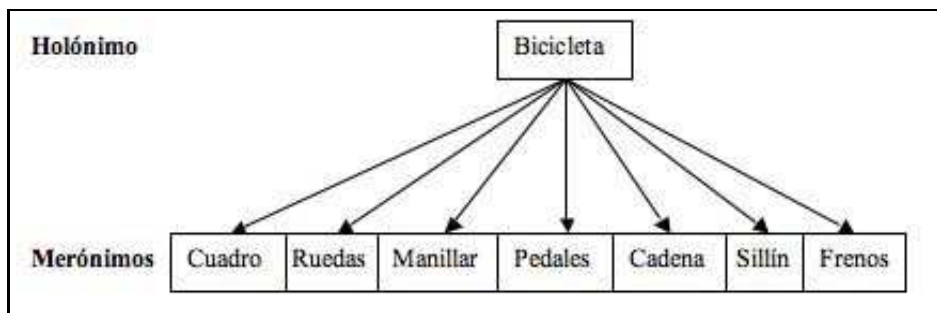 Holónimo Bicicleta
Merónimos Cuadro Ruedas Manillar Pedales Cadena Sillín Frenos